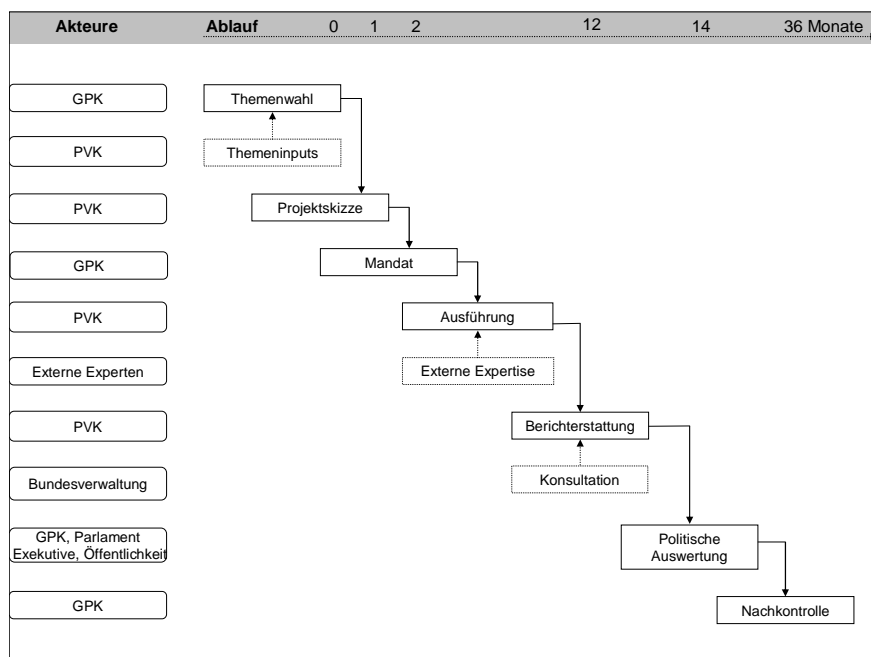 Akteure Ablauf 0 1 2 12 14 36 Monate
GPK Themenwahl
PVK Themeninputs
PVK Projektskizze
GPK Mandat
PVK Ausführung
Externe Experten Externe Expertise
PVK Berichterstattung
Bundesverwaltung Konsultation
GPK, Parlament
Exekutive, Öffentlichkeit
Politische
Auswertung
GPK Nachkontrolle